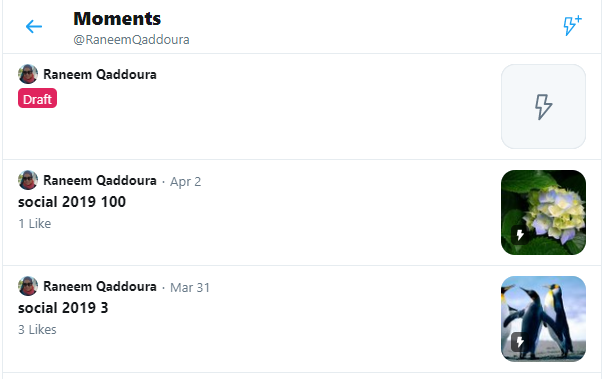 Moments
@RaneemQaddoura
Raneem Qaddoura
Draft
Raneem Qaddoura · Apr 2
social 2019 100
1 Like
Raneem Qaddoura · Mar 31
social 2019 3
3 Likes